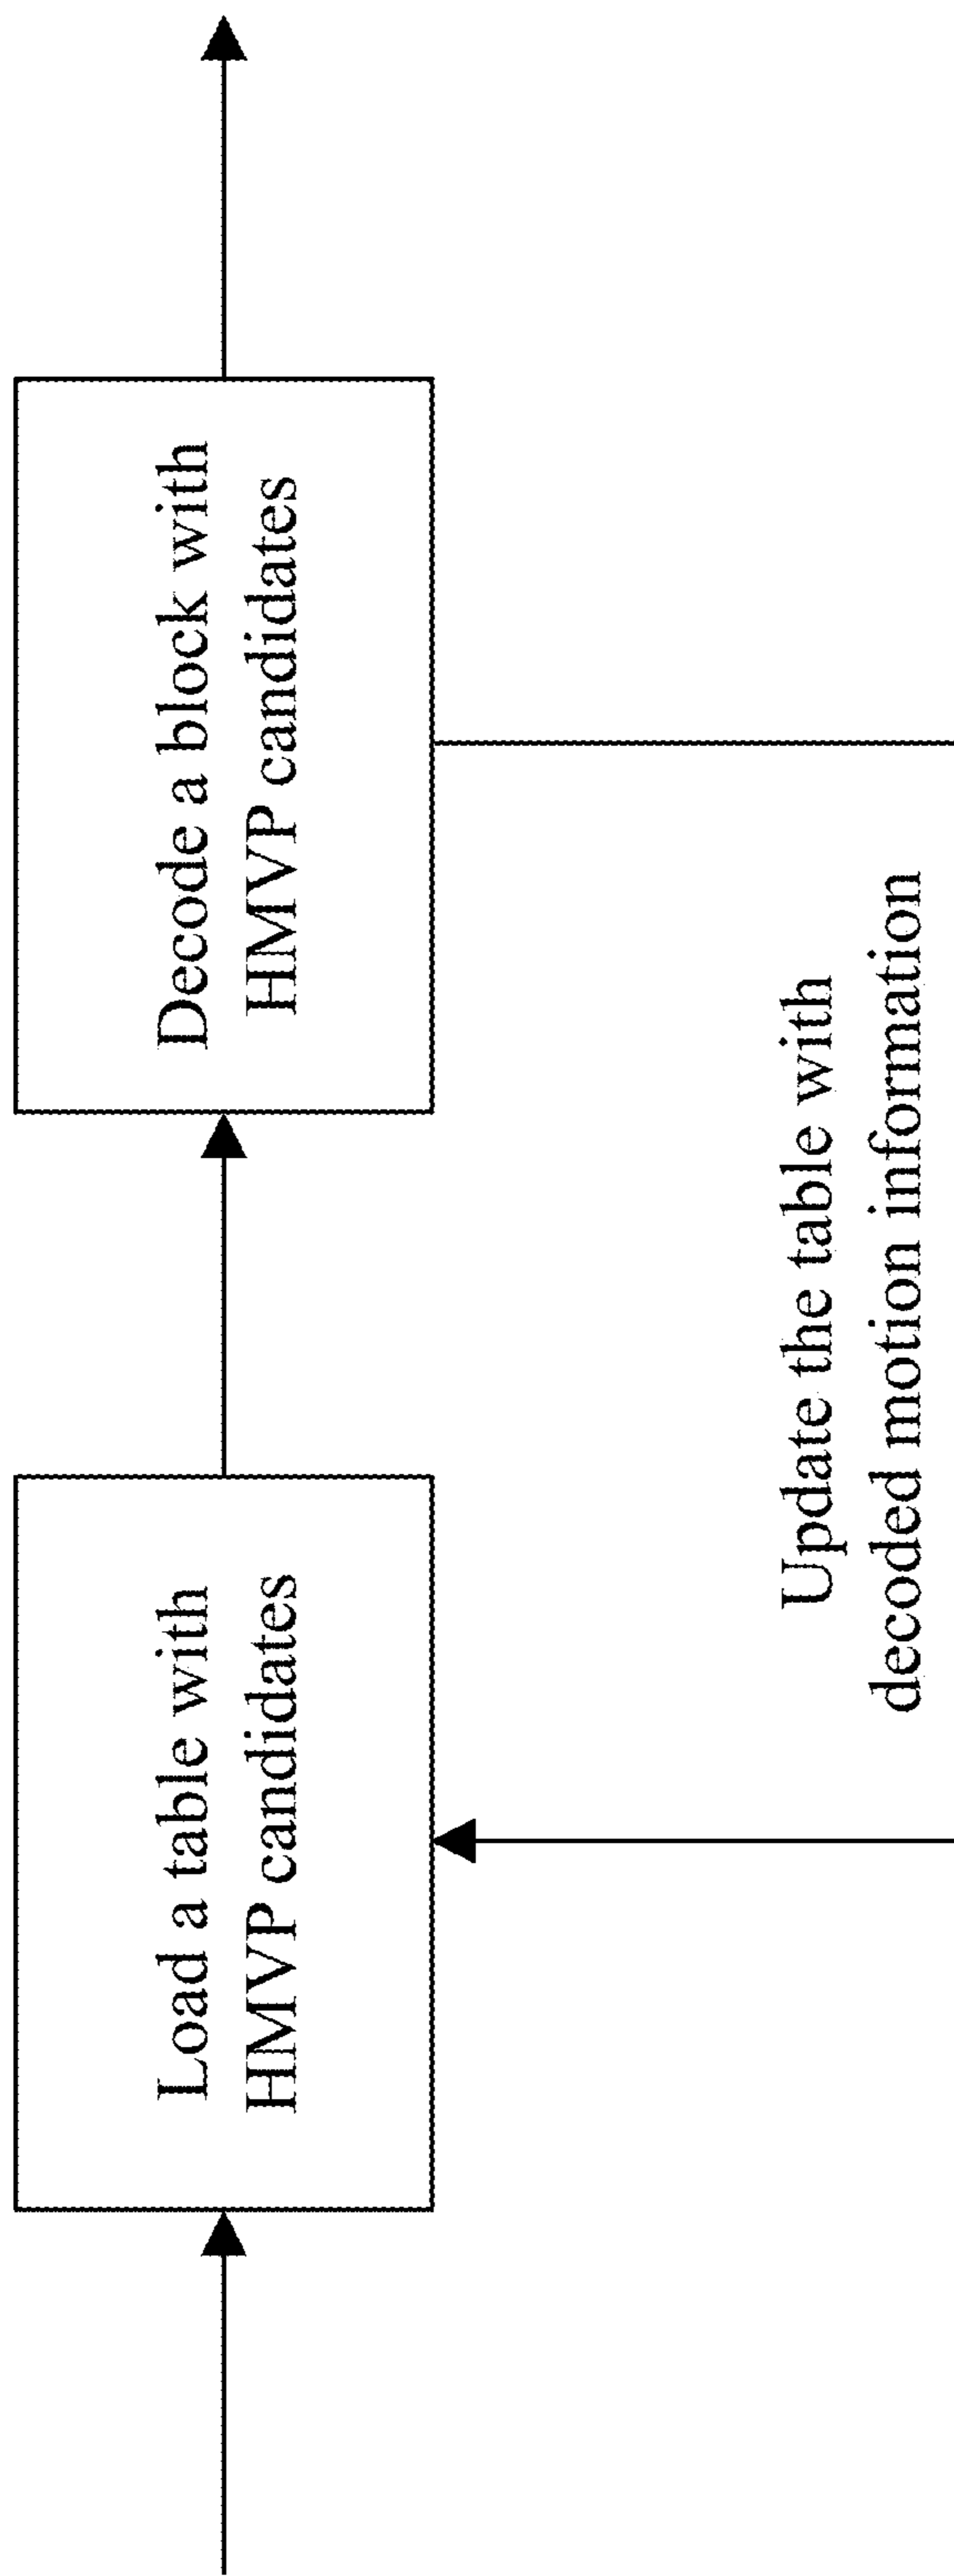 Load a table with
HMVP candidates
Decode a block with
HMVP candidates
Update the table with
decoded motion information